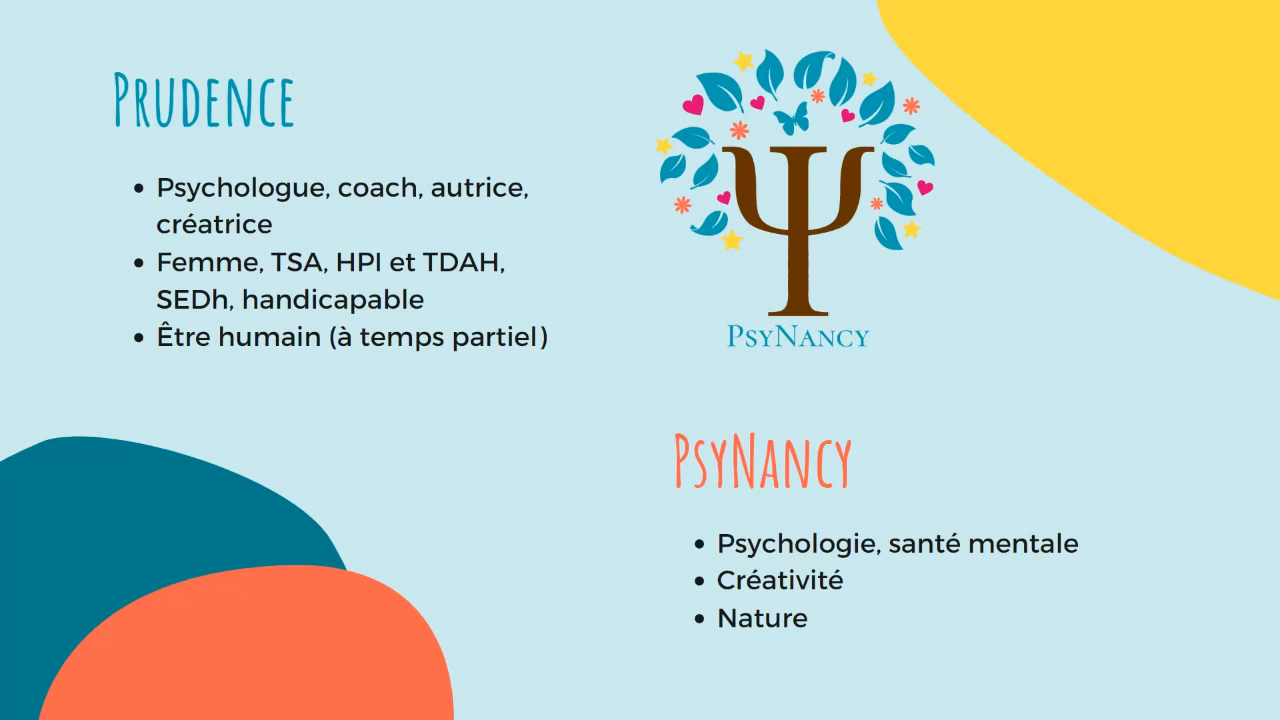 Prudence
• Psychologue, coach, autrice,
créatrice
• Femme, TSA, HPI et TDAH,
SEDh, handicapable
• Être humain (à temps partiel)
Ψ
PsyNancy
PsyNancy
• Psychologie, santé mentale
• Créativité
• Nature